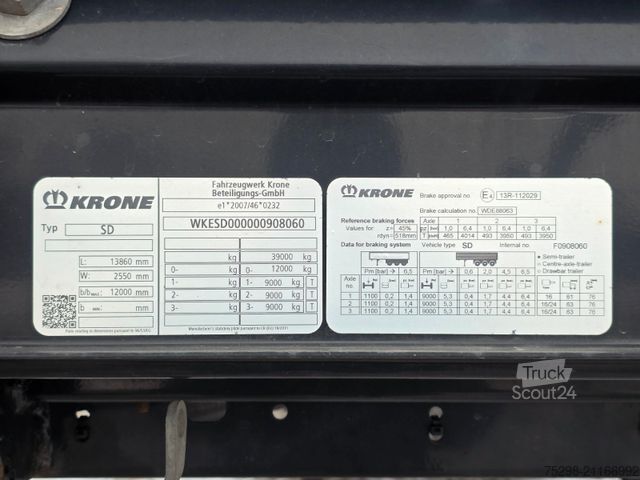 KRONE
Typ SD
L: 13860 mm
W: 2550 mm
b/b MAX.: 12000 mm
b mm
Fahrzeugwerk Krone
Beteiligungs-GmbH
e1*2007/46*0232
WKESD000000908060
kg 39000 kg
0- kg 0- 12000 kg
1- kg 1- 9000 kg T
2- kg 2- 9000 kg T
3- kg 3- 9000 kg T
KRONE
Brake approval no E4 13R-112029
Brake calculation no. WDE88063
Reference braking forces Axle 1 2 3
Values for z= 45% 1,0 6,4 1,0 6,4 1,0 6,4
rdyn= 518mm 465 4014 493 3950 493 3950
Data for braking system Vehicle type SD Internal no. F0908060
Semi-trailer
Centre-axle-trailer
Drawbar trailer
Pm (bar) 6,5 Pm (bar) 0,6 2,0 4,5 6,5
1 1100 0,2 1,4 9000 5,3 0,4 1,7 4,4 6,4 16 61 76
2 1100 0,2 1,4 9000 5,3 0,4 1,7 4,4 6,4 16/24 63 76
3 1100 0,2 1,4 9000 5,3 0,4 1,7 4,4 6,4 16/24 63 76
Truck
Scout24
75298-21166992